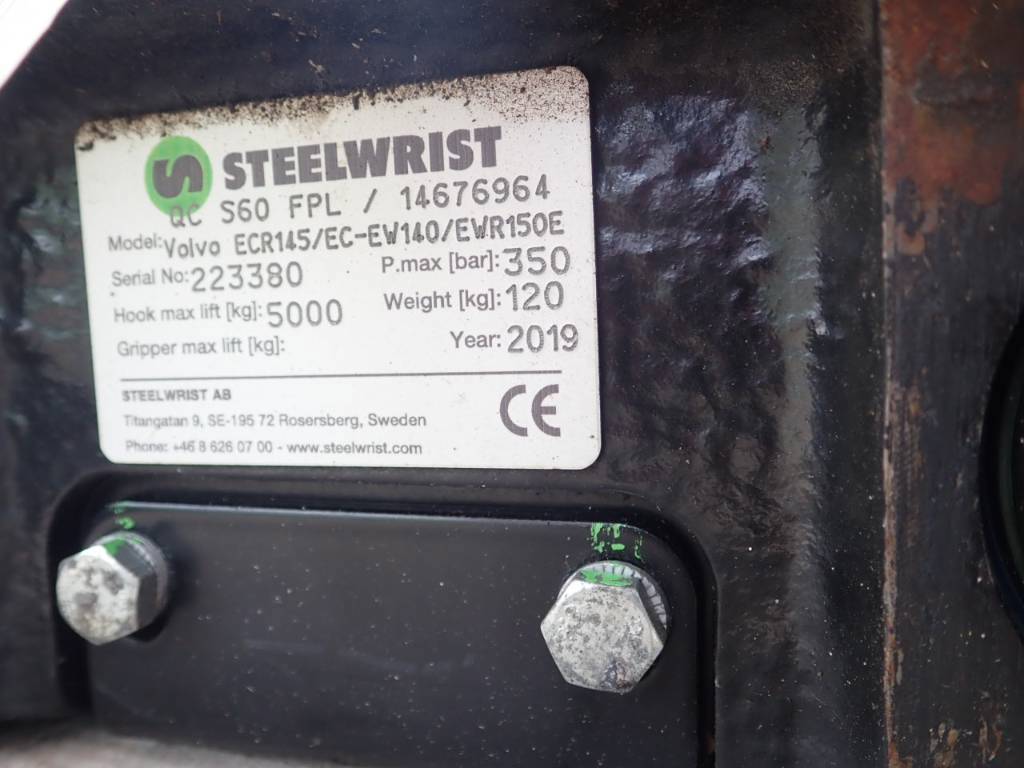 S STEELWRIST
QC S60 FPL / 14676964
Model: Volvo ECR145/EC-EW140/EWR150E
Serial No: 223380 P.max [bar]: 350
Hook max lift [kg]: 5000 Weight [kg]: 120
Gripper max lift [kg]: Year: 2019
STEELWRIST AB
Titangatan 9, SE-195 72 Rosersberg, Sweden
Phone: +46 8 626 07 00 - www.steelwrist.com
CE